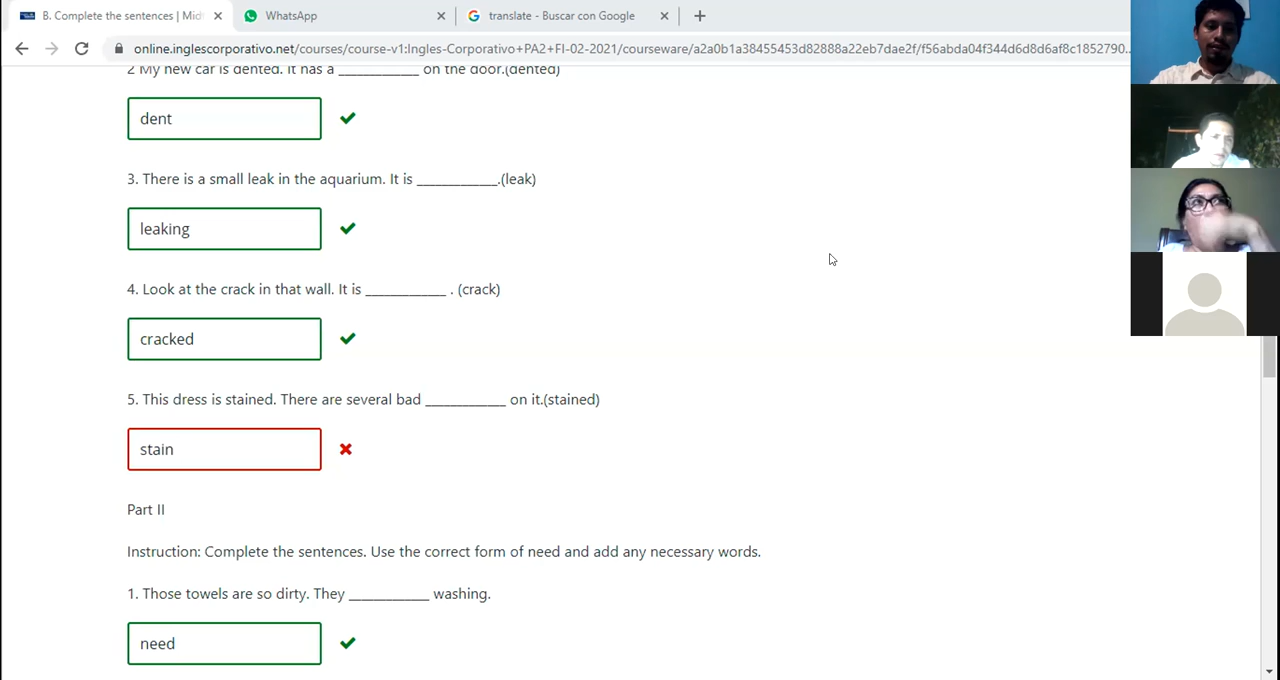 B. Complete the sentences | Mid
WhatsApp
translate - Buscar con Google
online.inglescorporativo.net/courses/course-v1:Ingles-Corporativo+PA2+FI-02-2021/courseware/a2a0b1a38455453d82888a22eb7dae2f/f56abda04f344d6d8d6af8c1852790...
2 My new car is dented. It has a ____________ on the door.(dented)
dent
3. There is a small leak in the aquarium. It is ____________.(leak)
leaking
4. Look at the crack in that wall. It is ____________ . (crack)
cracked
5. This dress is stained. There are several bad ____________ on it.(stained)
stain
Part II
Instruction: Complete the sentences. Use the correct form of need and add any necessary words.
1. Those towels are so dirty. They ____________ washing.
need